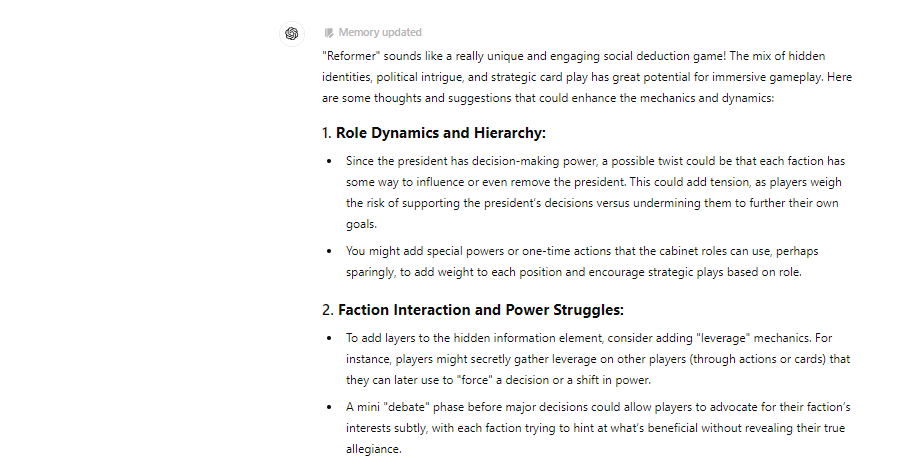 Memory updated
"Reformer" sounds like a really unique and engaging social deduction game! The mix of hidden
identities, political intrigue, and strategic card play has great potential for immersive gameplay. Here
are some thoughts and suggestions that could enhance the mechanics and dynamics:
1. Role Dynamics and Hierarchy:
• Since the president has decision-making power, a possible twist could be that each faction has
some way to influence or even remove the president. This could add tension, as players weigh
the risk of supporting the president's decisions versus undermining them to further their own
goals.
• You might add special powers or one-time actions that the cabinet roles can use, perhaps
sparingly, to add weight to each position and encourage strategic plays based on role.
2. Faction Interaction and Power Struggles:
• To add layers to the hidden information element, consider adding "leverage" mechanics. For
instance, players might secretly gather leverage on other players (through actions or cards) that
they can later use to "force" a decision or a shift in power.
• A mini "debate" phase before major decisions could allow players to advocate for their faction's
interests subtly, with each faction trying to hint at what's beneficial without revealing their true
allegiance.